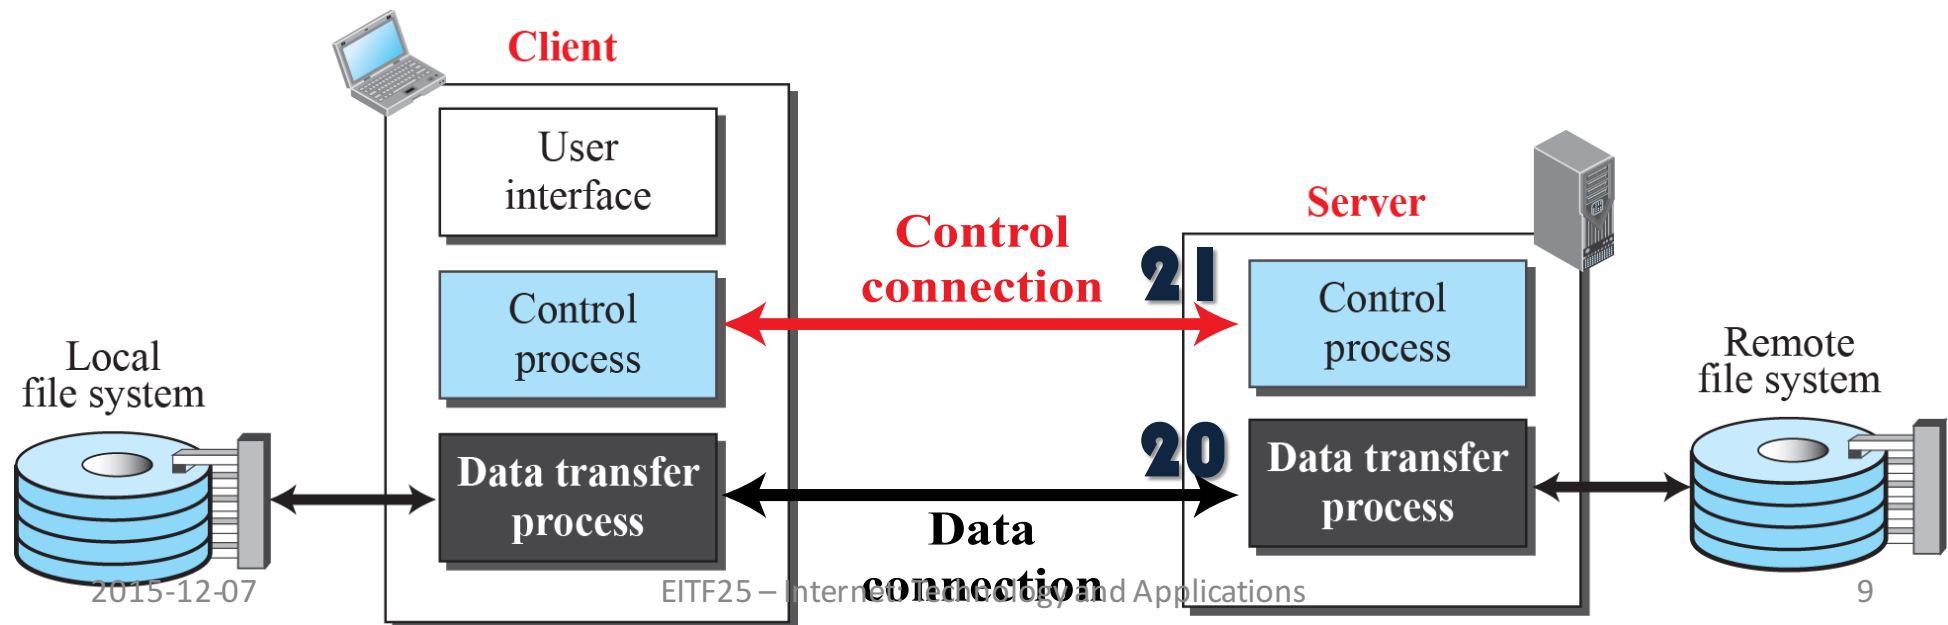 Client
User
interface
Control
process
Data transfer
process
Local
file system
Control
connection
21
20
Data
connection
Server
Control
process
Data transfer
process
Remote
file system
2015-12-07
EITF25 – Internet: Technology and Applications
9